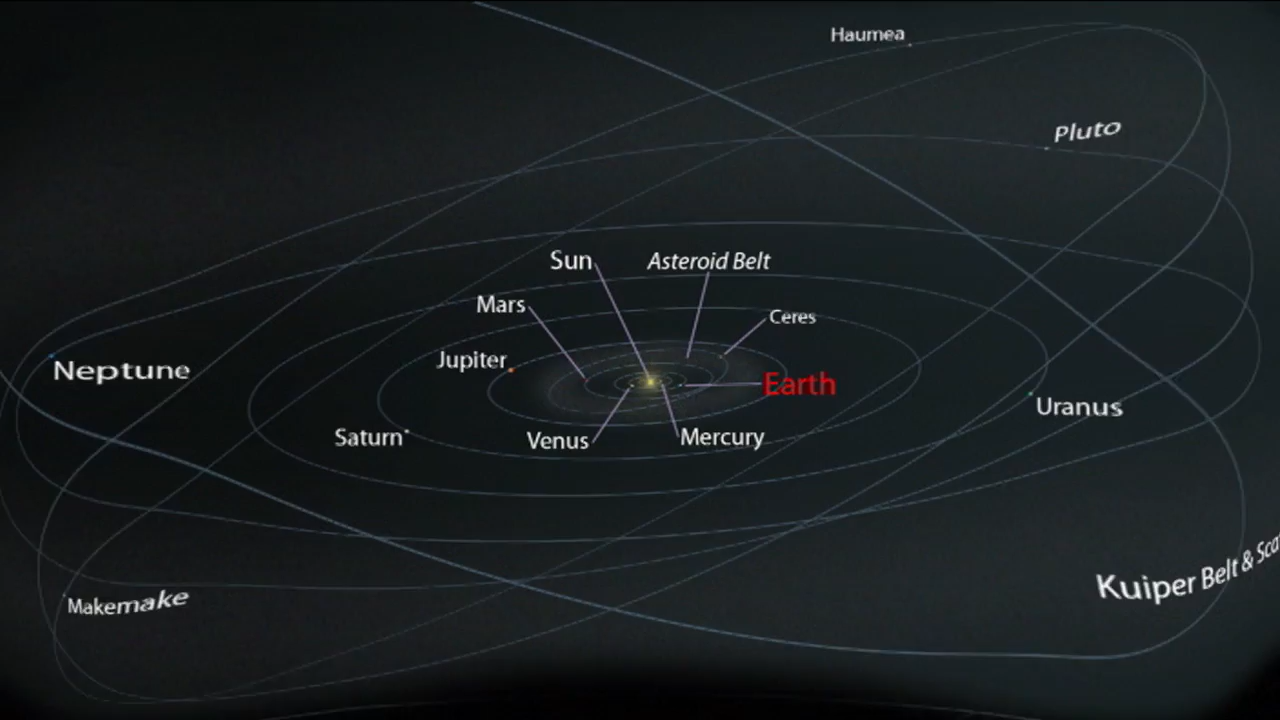 Haumea
Pluto
Sun
Asteroid Belt
Mars
Ceres
Jupiter
Neptune
Earth
Uranus
Saturn
Venus
Mercury
Kuiper Belt &
Makemake